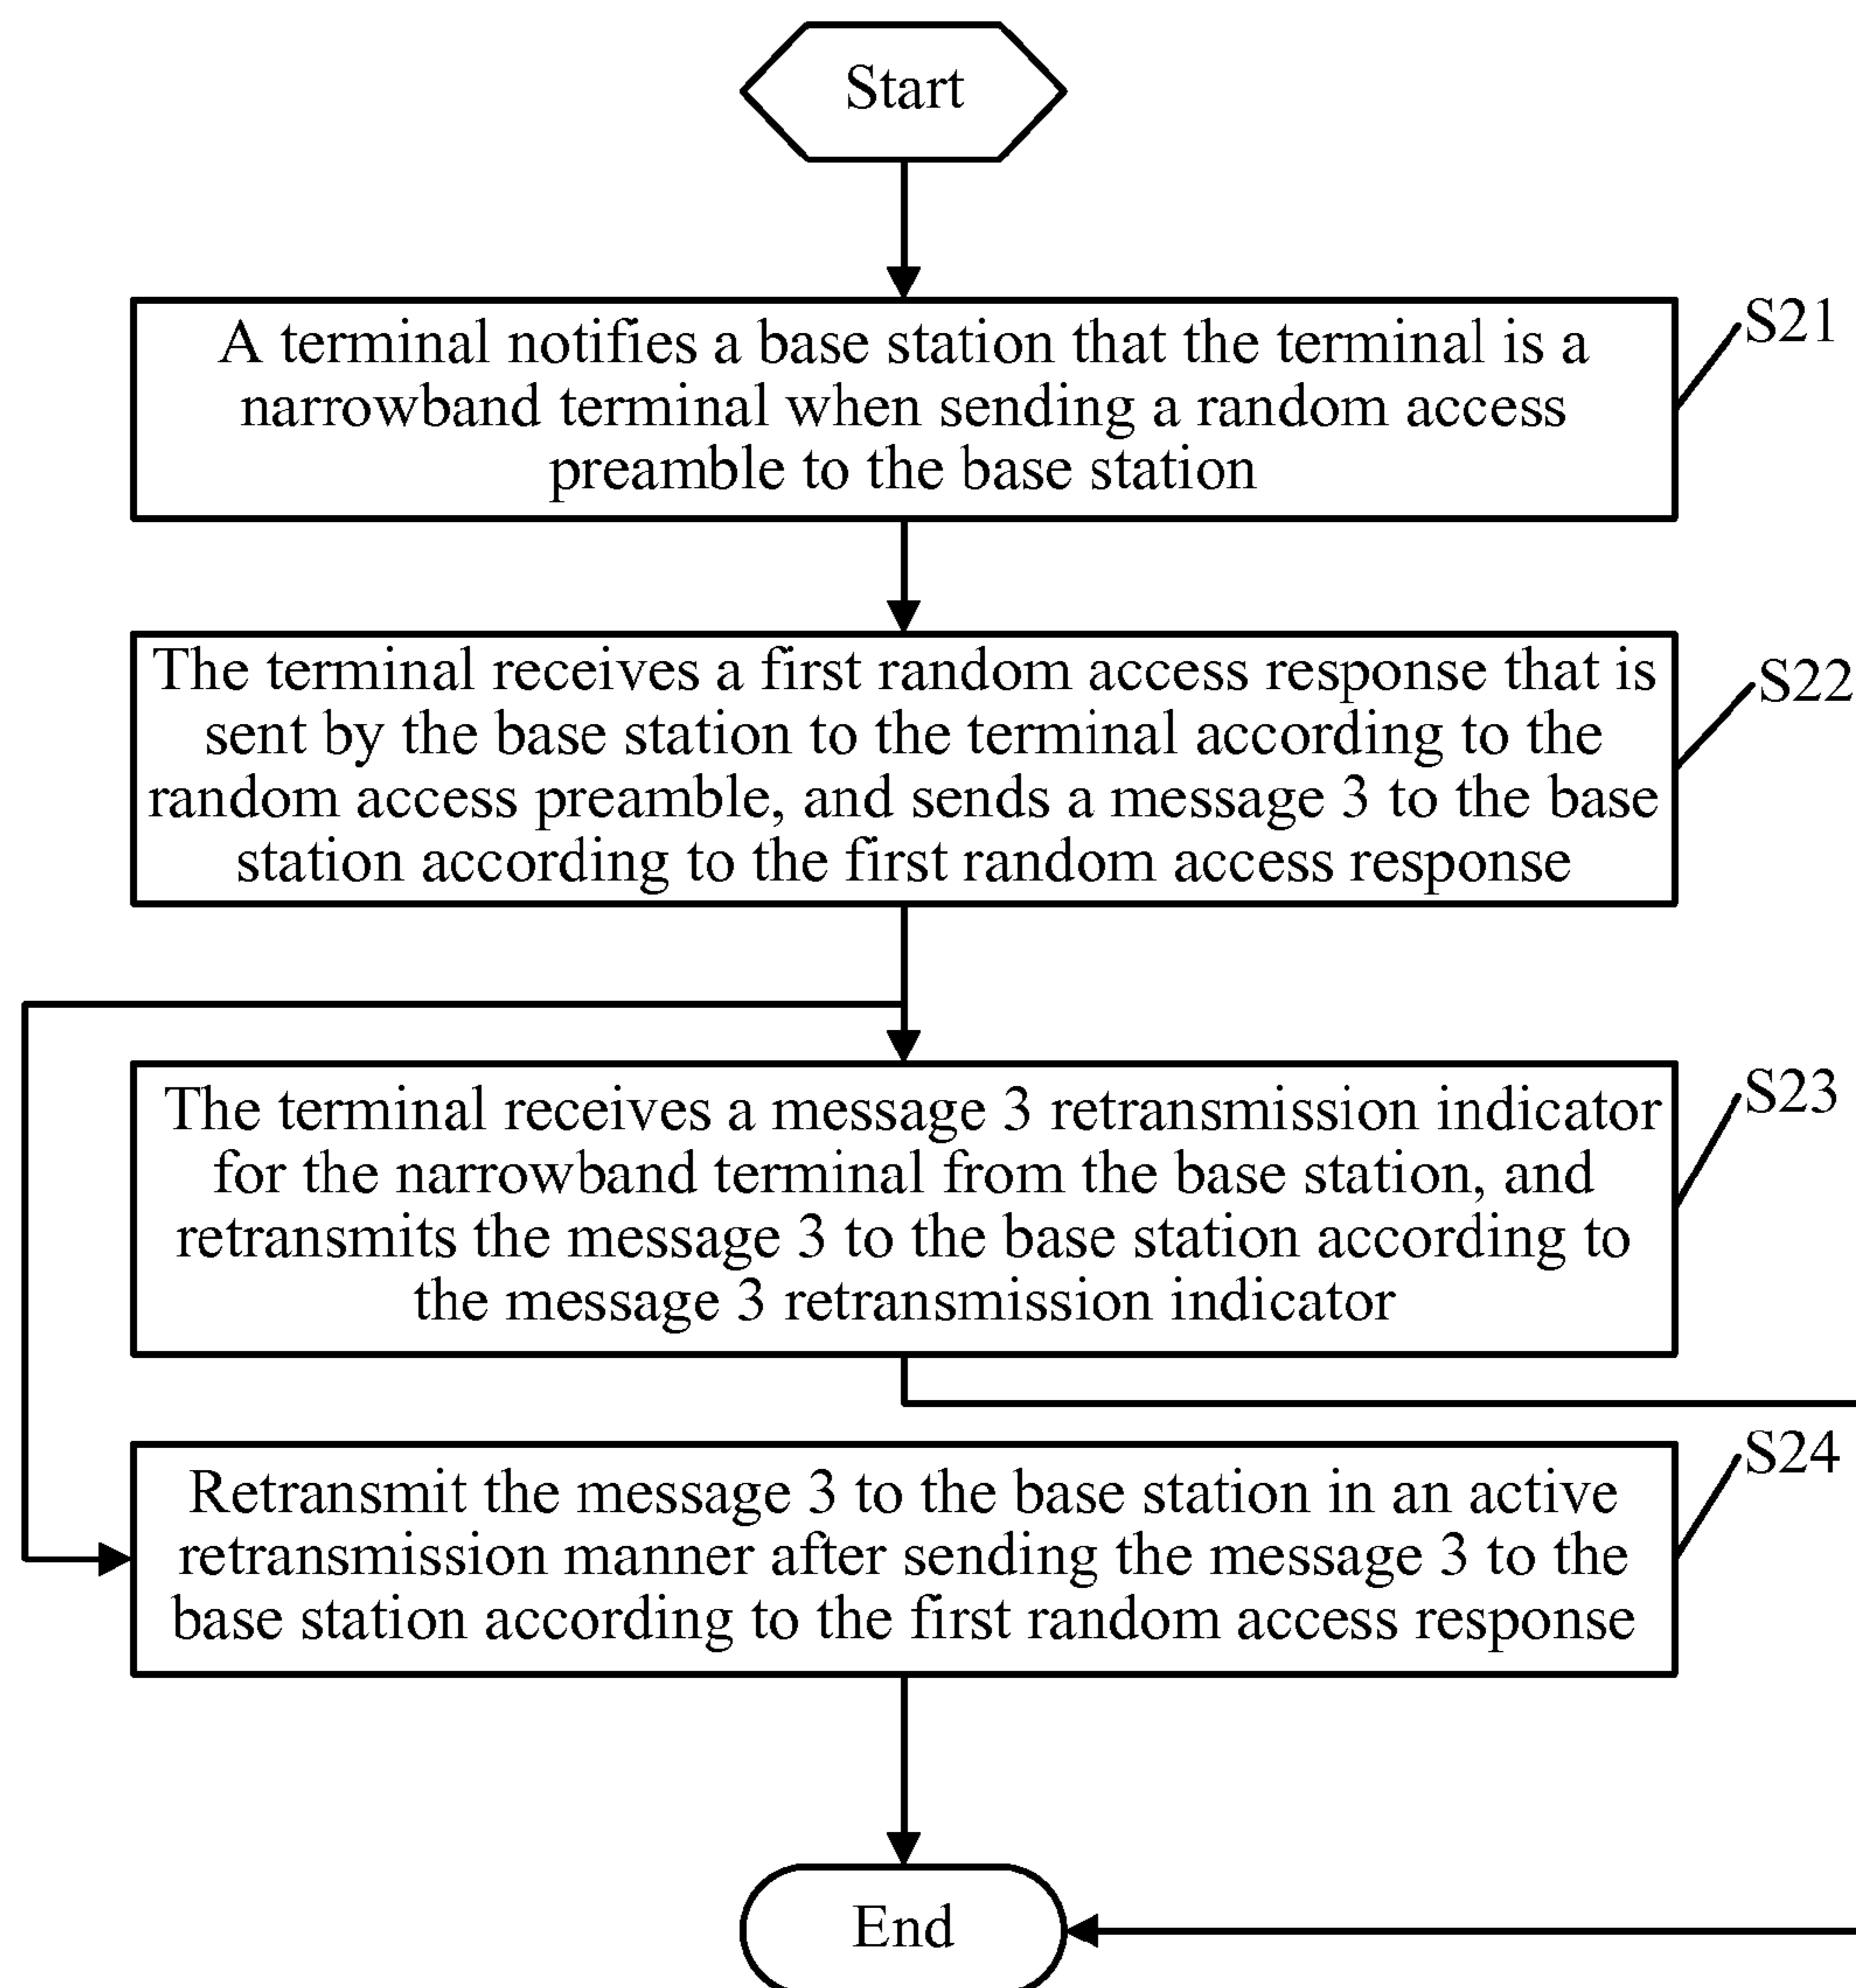 Start
A terminal notifies a base station that the terminal is a
narrowband terminal when sending a random access
preamble to the base station
S21
The terminal receives a first random access response that is
sent by the base station to the terminal according to the
random access preamble, and sends a message 3 to the base
station according to the first random access response
S22
The terminal receives a message 3 retransmission indicator
for the narrowband terminal from the base station, and
retransmits the message 3 to the base station according to
the message 3 retransmission indicator
S23
Retransmit the message 3 to the base station in an active
retransmission manner after sending the message 3 to the
base station according to the first random access response
S24
End